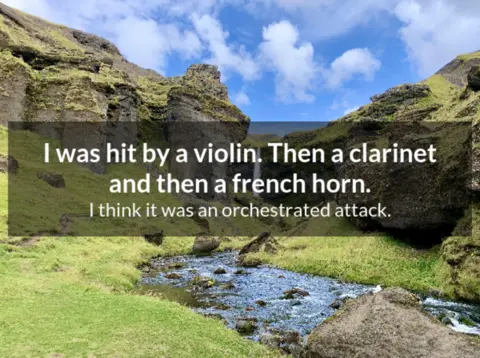 I was hit by a violin. Then a clarinet
and then a french horn.
I think it was an orchestrated attack.